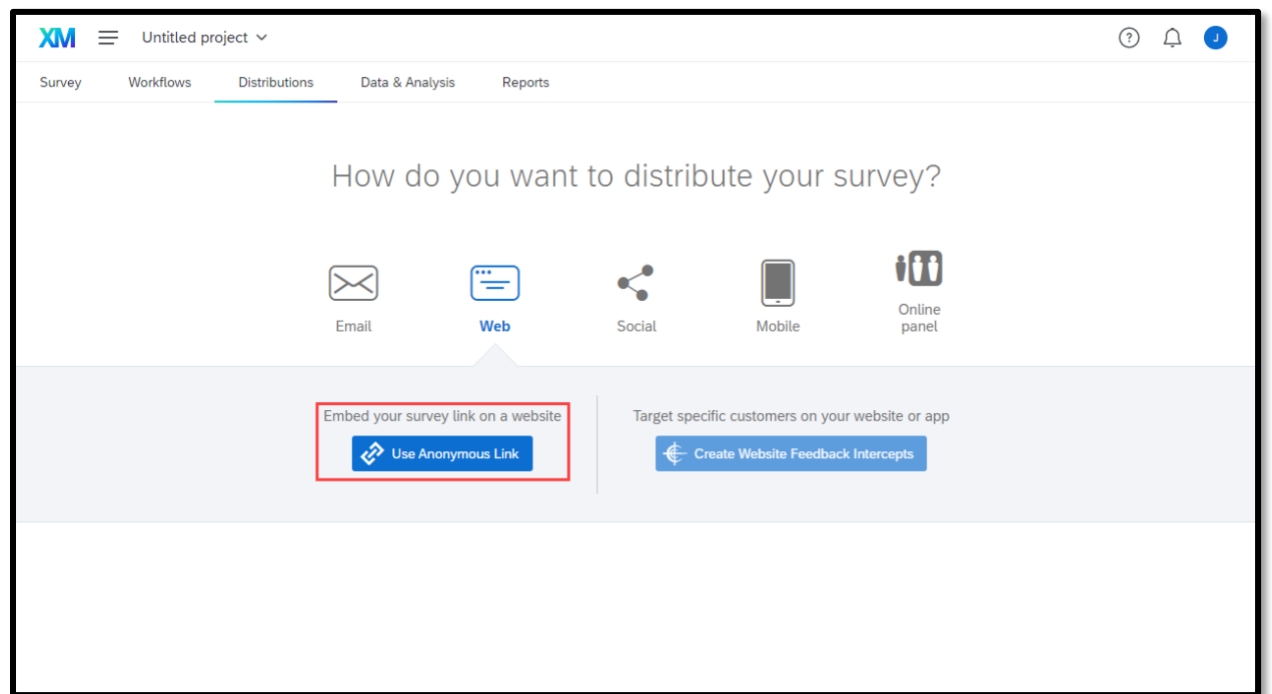 XM Untitled project ? J
Survey Workflows Distributions Data & Analysis Reports
How do you want to distribute your survey?
Email Web Social Mobile Online
panel
Embed your survey link on a website Target specific customers on your website or app
Use Anonymous Link Create Website Feedback Intercepts